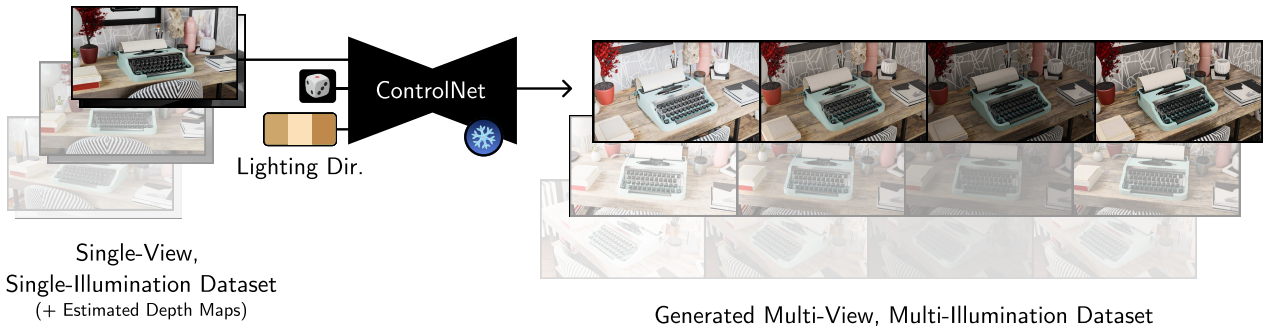 ControlNet
Lighting Dir.
Single-View,
Single-Illumination Dataset
(+ Estimated Depth Maps)
Generated Multi-View, Multi-Illumination Dataset